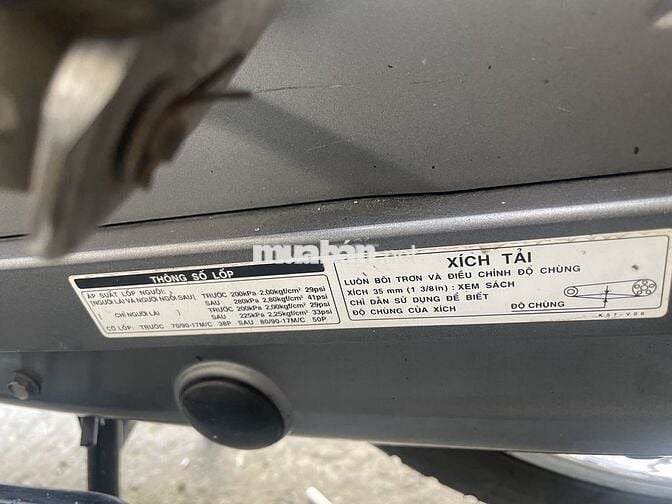 THÔNG SỐ LỐP
ÁP SUẤT LỐP NGUỘI:
[NGƯỜI LÁI VÀ NGƯỜI NGỒI SAU] TRƯỚC 200kPa 2,00kgf/cm² 29psi
SAU 280kPa 2,80kgf/cm² 41psi
[ CHỈ NGƯỜI LÁI ] TRƯỚC 200kPa 2,00kgf/cm² 29psi
SAU 225kPa 2,25kgf/cm² 33psi
CỠ LỐP: TRƯỚC 70/90-17M/C 38P SAU 80/90-17M/C 50P
muaban.net
XÍCH TẢI
LUÔN BÔI TRƠN VÀ ĐIỀU CHỈNH ĐỘ CHÙNG
XÍCH 35 mm (1 3/8in) : XEM SÁCH
CHỈ DẪN SỬ DỤNG ĐỂ BIẾT
ĐỘ CHÙNG CỦA XÍCH
ĐỘ CHÙNG